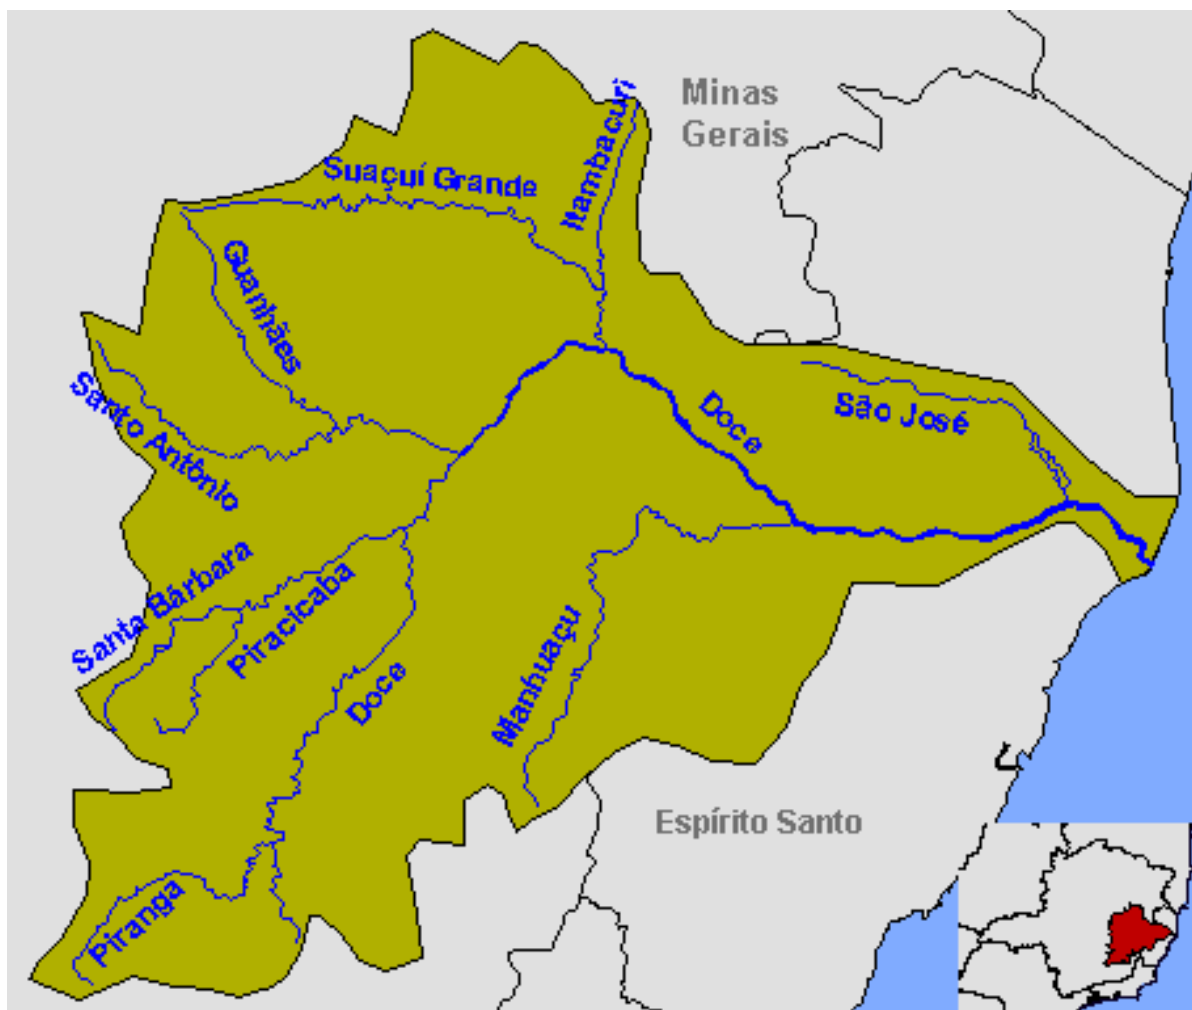 Minas
Gerais
Itambacuri
Suaçuí Grande
Guanhães
Santo Antônio
Doce
São José
Santa Bárbara
Piracicaba
Doce
Manhuaçu
Espírito Santo
Piranga